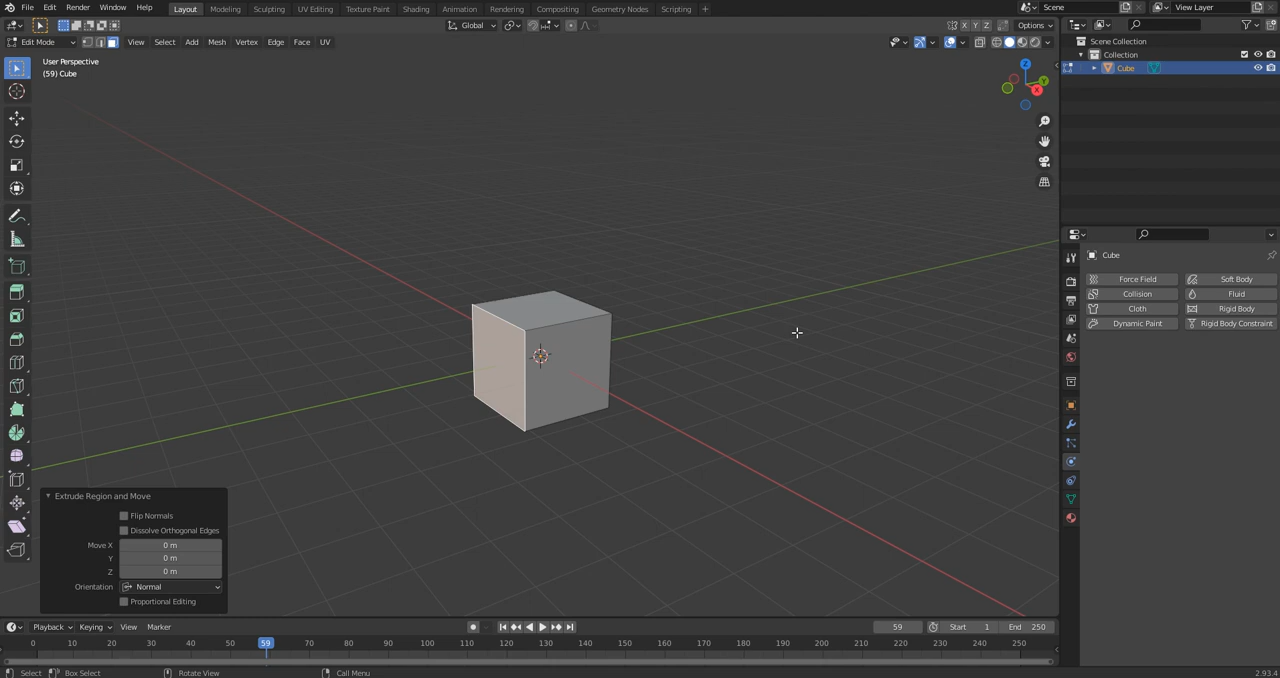 File Edit Render Window Help Layout Modeling Sculpting UV Editing Texture Paint Shading Animation Rendering Compositing Geometry Nodes Scripting + Scene View Layer
Global X Y Z Options
Edit Mode View Select Add Mesh Vertex Edge Face UV
User Perspective
(59) Cube
Z
Y
X
Scene Collection
Collection
Cube
Cube
Force Field Soft Body
Collision Fluid
Cloth Rigid Body
Dynamic Paint Rigid Body Constraint
Extrude Region and Move
Flip Normals
Dissolve Orthogonal Edges
Move X 0 m
Y 0 m
Z 0 m
Orientation Normal
Proportional Editing
Playback Keying View Marker 59 Start 1 End 250
0 10 20 30 40 50 59 70 80 90 100 110 120 130 140 150 160 170 180 190 200 210 220 230 240 250
Select Box Select Rotate View Call Menu 2.93.4